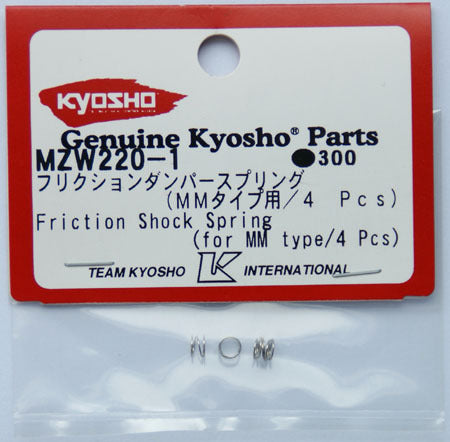 KYOSHO
Genuine Kyosho® Parts
MZW220-1 ●300
フリクションダンパースプリング
(MMタイプ用/4 Pcs)
Friction Shock Spring
(for MM type/4 Pcs)
TEAM KYOSHO K INTERNATIONAL